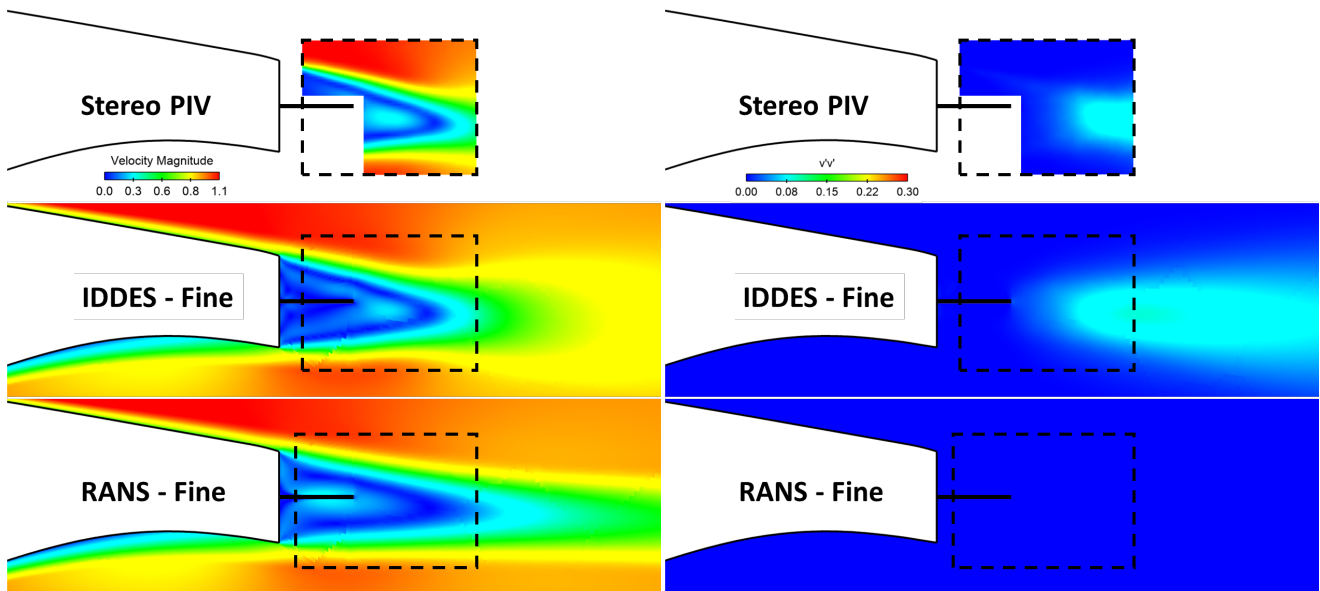 Stereo PIV
Velocity Magnitude
0.0 0.3 0.6 0.8 1.1
Stereo PIV
v'v'
0.00 0.08 0.15 0.22 0.30
IDDES - Fine
IDDES - Fine
RANS - Fine
RANS - Fine